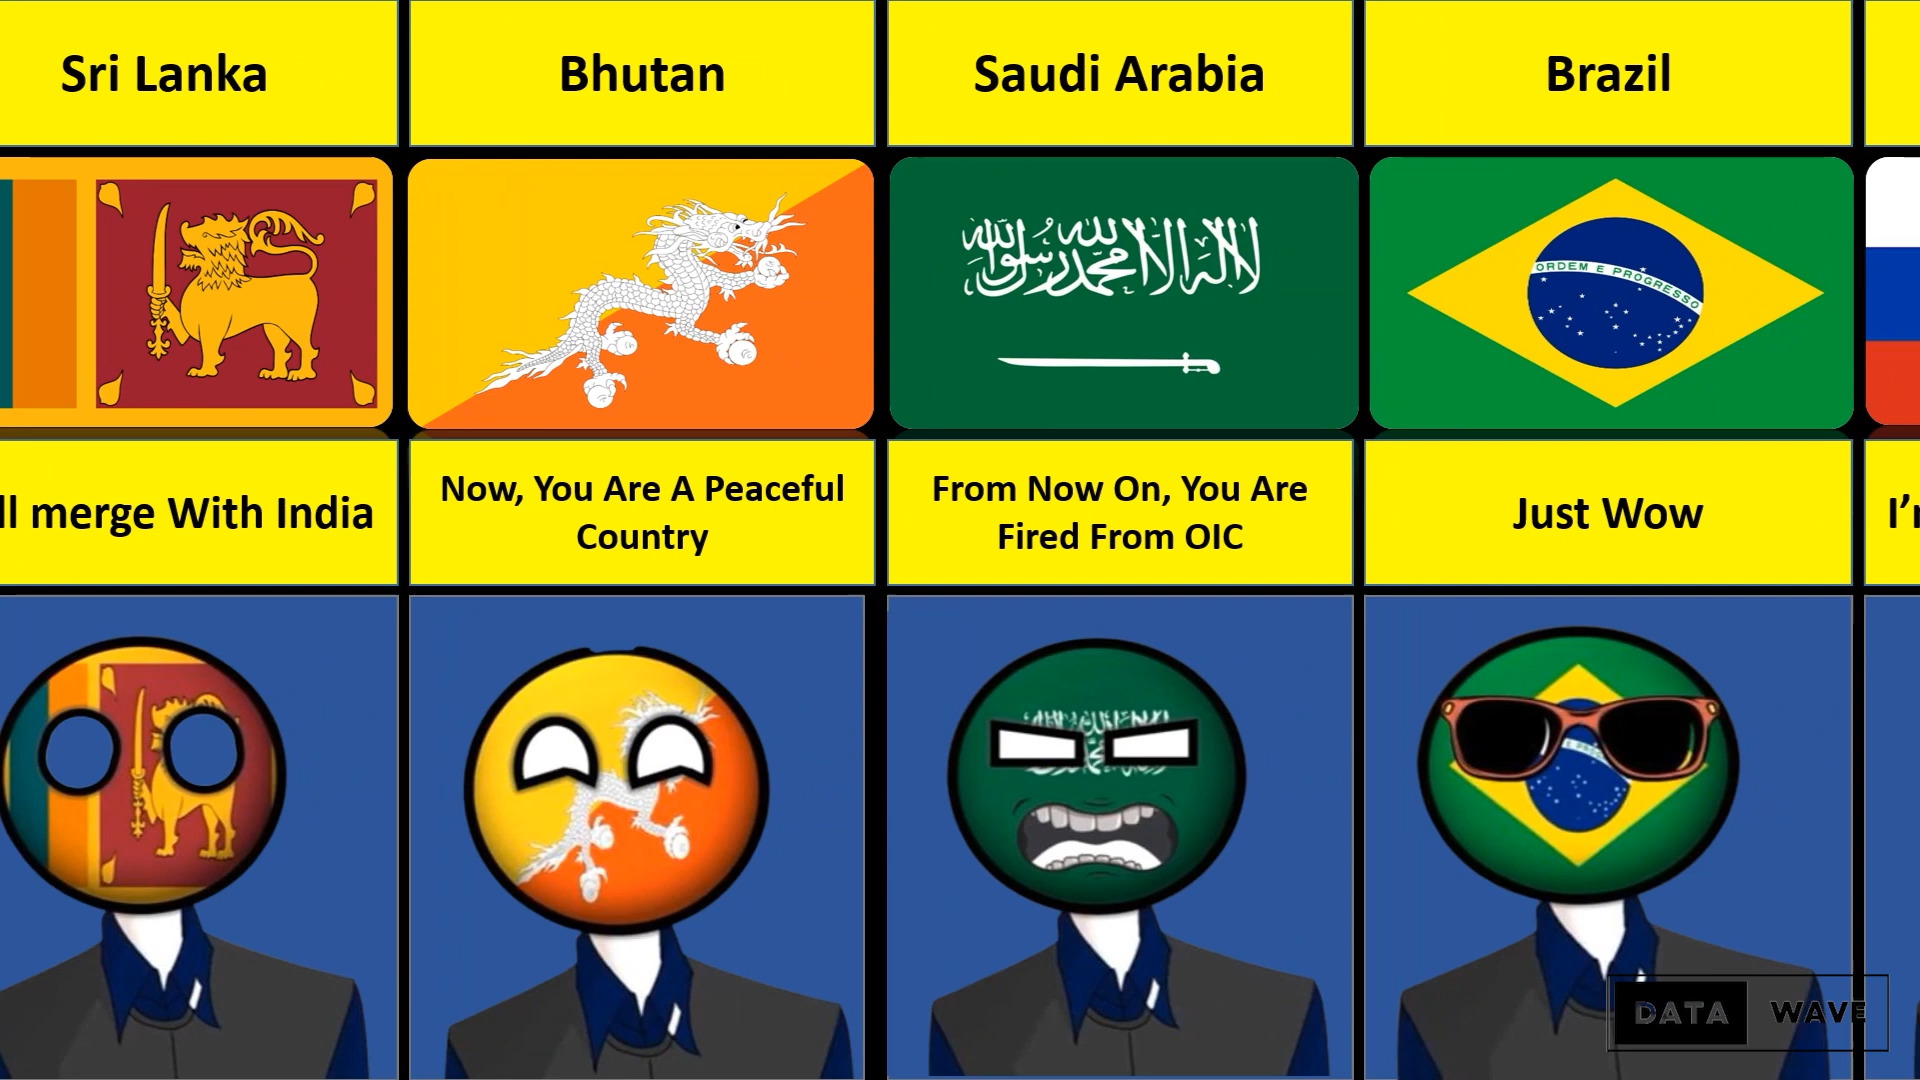 Sri Lanka
Bhutan
Saudi Arabia
Brazil
لا إله إلا الله محمد رسول الله
ORDEM E PROGRESSO
ll merge With India
Now, You Are A Peaceful
Country
From Now On, You Are
Fired From OIC
Just Wow
I’
DATA WAVE